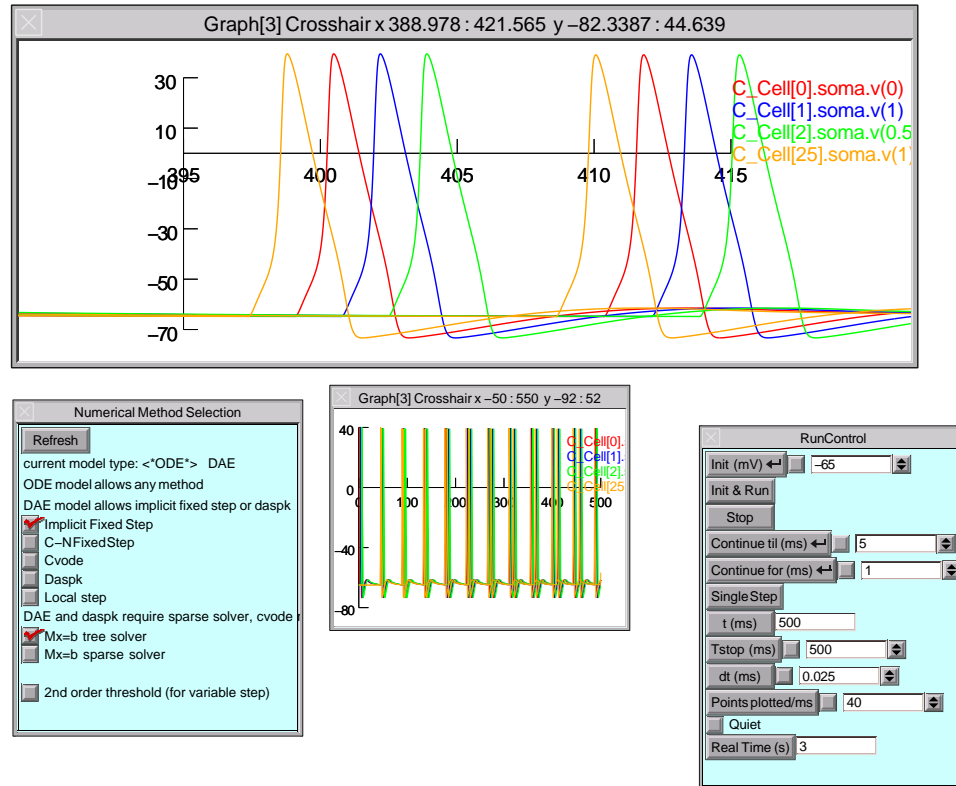 Graph[3] Crosshair x 388.978 : 421.565 y −82.3387 : 44.639
30
10
−10
−30
−50
−70
395
400
405
410
415
C_Cell[0].soma.v(0)
C_Cell[1].soma.v(1)
C_Cell[2].soma.v(0.5
C_Cell[25].soma.v(1)
Numerical Method Selection
Refresh
current model type: <*ODE*> DAE
ODE model allows any method
DAE model allows implicit fixed step or daspk
Implicit Fixed Step
C−N Fixed Step
Cvode
Daspk
Local step
DAE and daspk require sparse solver, cvode
Mx=b tree solver
Mx=b sparse solver
2nd order threshold (for variable step)
Graph[3] Crosshair x −50 : 550 y −92 : 52
40
0
−40
−80
0
100
200
300
400
500
C_Cell[0].
C_Cell[1].
C_Cell[2].
C_Cell[25
RunControl
Init (mV) −65
Init & Run
Stop
Continue til (ms) 5
Continue for (ms) 1
Single Step
t (ms) 500
Tstop (ms) 500
dt (ms) 0.025
Points plotted/ms 40
Quiet
Real Time (s) 3